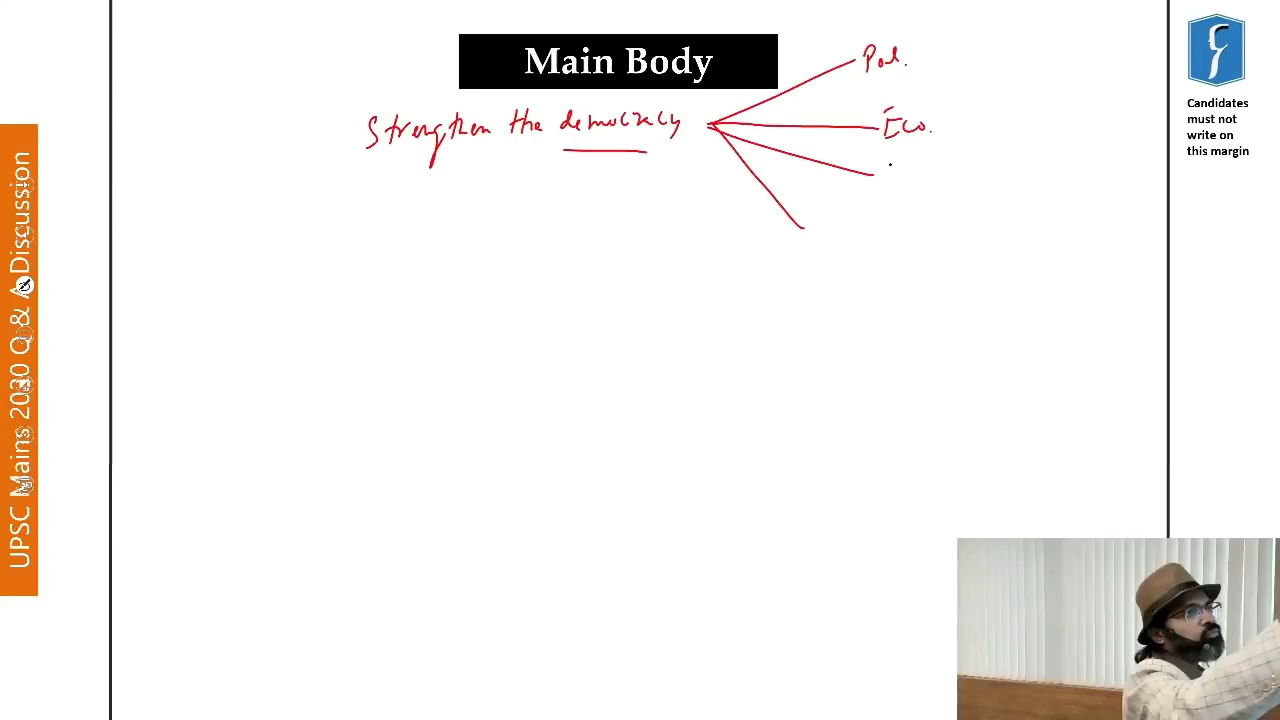 Main Body
Pol.
Strengthen the democracy
Eco.
Candidates
must not
write on
this margin
UPSC Mains 2020 Q & A Discussion